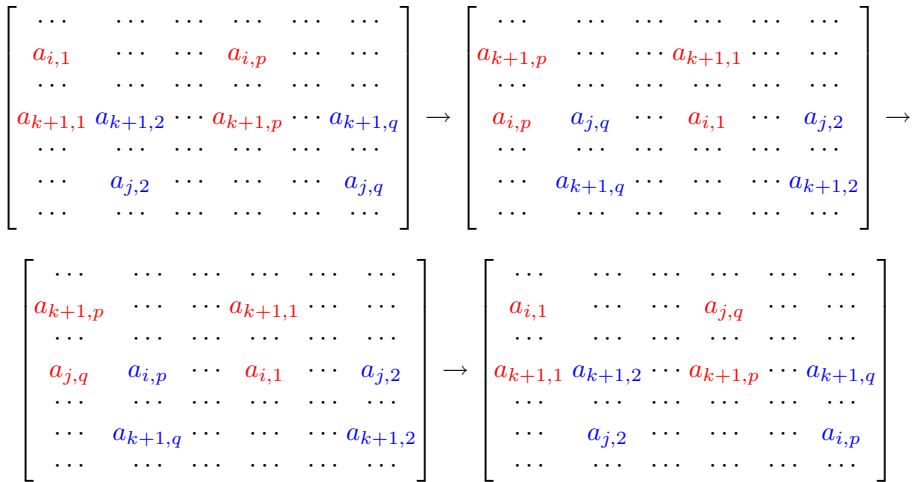 ⋯ ⋯ ⋯ ⋯ ⋯ ⋯ ⋯ ⋯ ⋯ ⋯ ⋯ ⋯
a_{i,1} ⋯ ⋯ a_{i,p} ⋯ ⋯ a_{k+1,p} ⋯ ⋯ a_{k+1,1} ⋯ ⋯
⋯ ⋯ ⋯ ⋯ ⋯ ⋯ ⋯ ⋯ ⋯ ⋯ ⋯ ⋯
a_{k+1,1} a_{k+1,2} ⋯ a_{k+1,p} ⋯ a_{k+1,q} → a_{i,p} a_{j,q} ⋯ a_{i,1} ⋯ a_{j,2} →
⋯ ⋯ ⋯ ⋯ ⋯ ⋯ ⋯ ⋯ ⋯ ⋯ ⋯ ⋯
⋯ a_{j,2} ⋯ ⋯ ⋯ a_{j,q} ⋯ a_{k+1,q} ⋯ ⋯ ⋯ a_{k+1,2}
⋯ ⋯ ⋯ ⋯ ⋯ ⋯ ⋯ ⋯ ⋯ ⋯ ⋯ ⋯
⋯ ⋯ ⋯ ⋯ ⋯ ⋯ ⋯ ⋯ ⋯ ⋯ ⋯ ⋯
a_{k+1,p} ⋯ ⋯ a_{k+1,1} ⋯ ⋯ a_{i,1} ⋯ ⋯ a_{j,q} ⋯ ⋯
⋯ ⋯ ⋯ ⋯ ⋯ ⋯ ⋯ ⋯ ⋯ ⋯ ⋯ ⋯
a_{j,q} a_{i,p} ⋯ a_{i,1} ⋯ a_{j,2} → a_{k+1,1} a_{k+1,2} ⋯ a_{k+1,p} ⋯ a_{k+1,q}
⋯ ⋯ ⋯ ⋯ ⋯ ⋯ ⋯ ⋯ ⋯ ⋯ ⋯ ⋯
⋯ a_{k+1,q} ⋯ ⋯ ⋯ a_{k+1,2} ⋯ a_{j,2} ⋯ ⋯ ⋯ a_{i,p}
⋯ ⋯ ⋯ ⋯ ⋯ ⋯ ⋯ ⋯ ⋯ ⋯ ⋯ ⋯